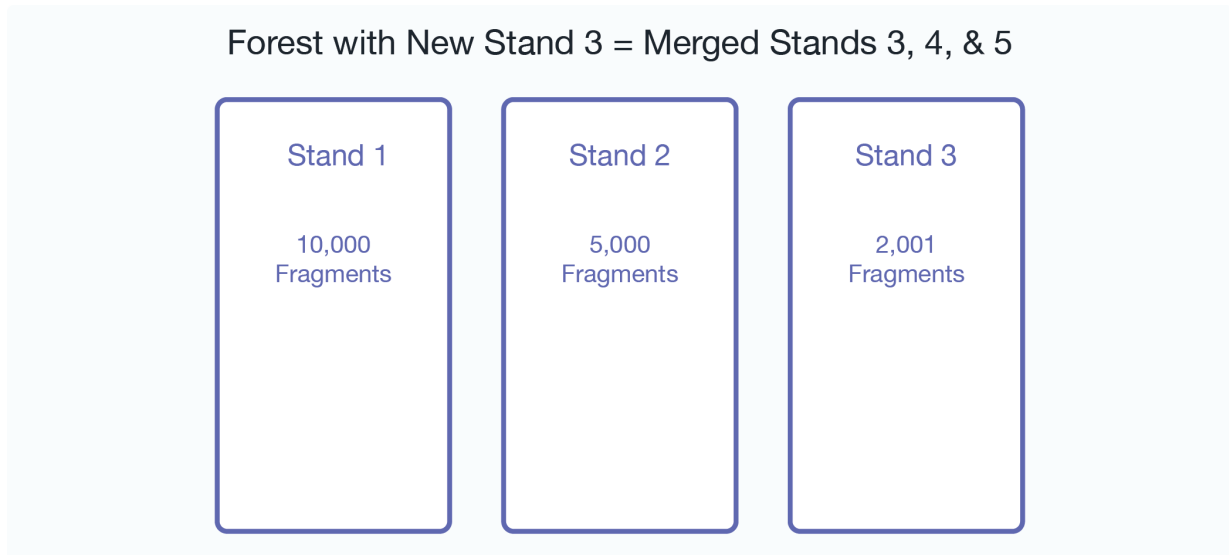 Forest with New Stand 3 = Merged Stands 3, 4, & 5
Stand 1
10,000
Fragments
Stand 2
5,000
Fragments
Stand 3
2,001
Fragments